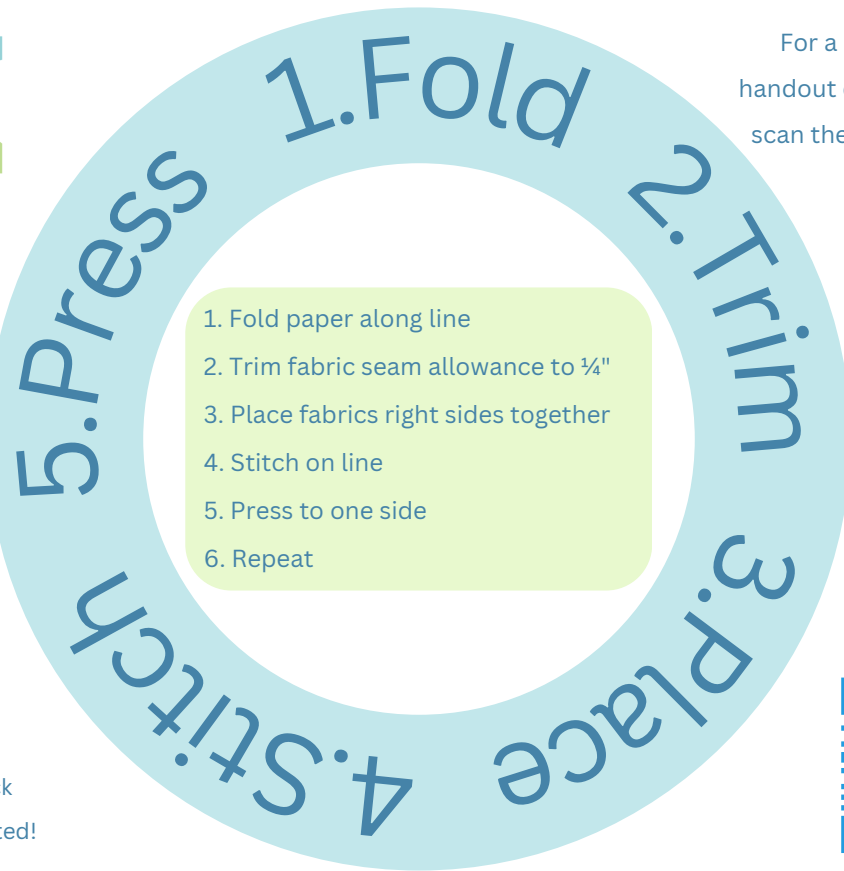 For a
handout
scan the
1.Fold
2.Trim
3.Place
4.Stitch
5.Press
1. Fold paper along line
2. Trim fabric seam allowance to ¼"
3. Place fabrics right sides together
4. Stitch on line
5. Press to one side
6. Repeat